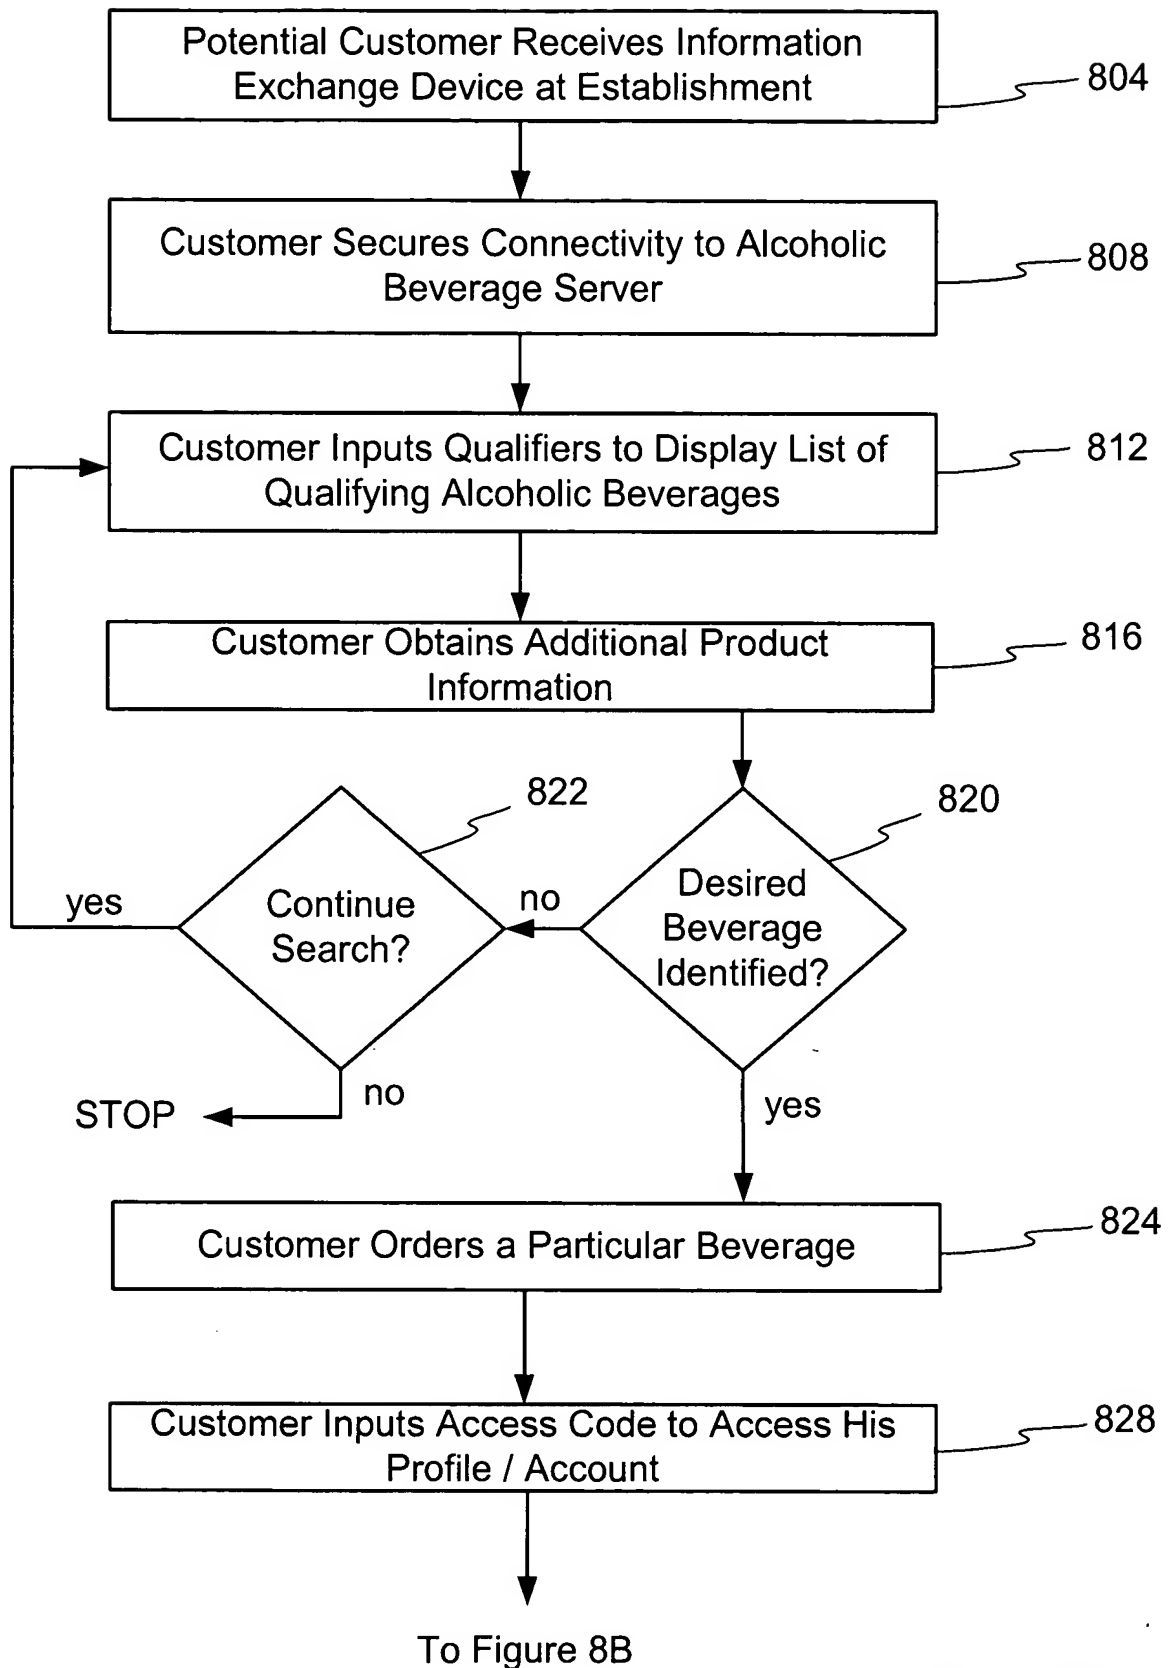 Potential Customer Receives Information
Exchange Device at Establishment
804
Customer Secures Connectivity to Alcoholic
Beverage Server
808
Customer Inputs Qualifiers to Display List of
Qualifying Alcoholic Beverages
812
Customer Obtains Additional Product
Information
816
822
820
Continue
Search?
yes
no
Desired
Beverage
Identified?
STOP
no
yes
Customer Orders a Particular Beverage
824
Customer Inputs Access Code to Access His
Profile / Account
828
To Figure 8B